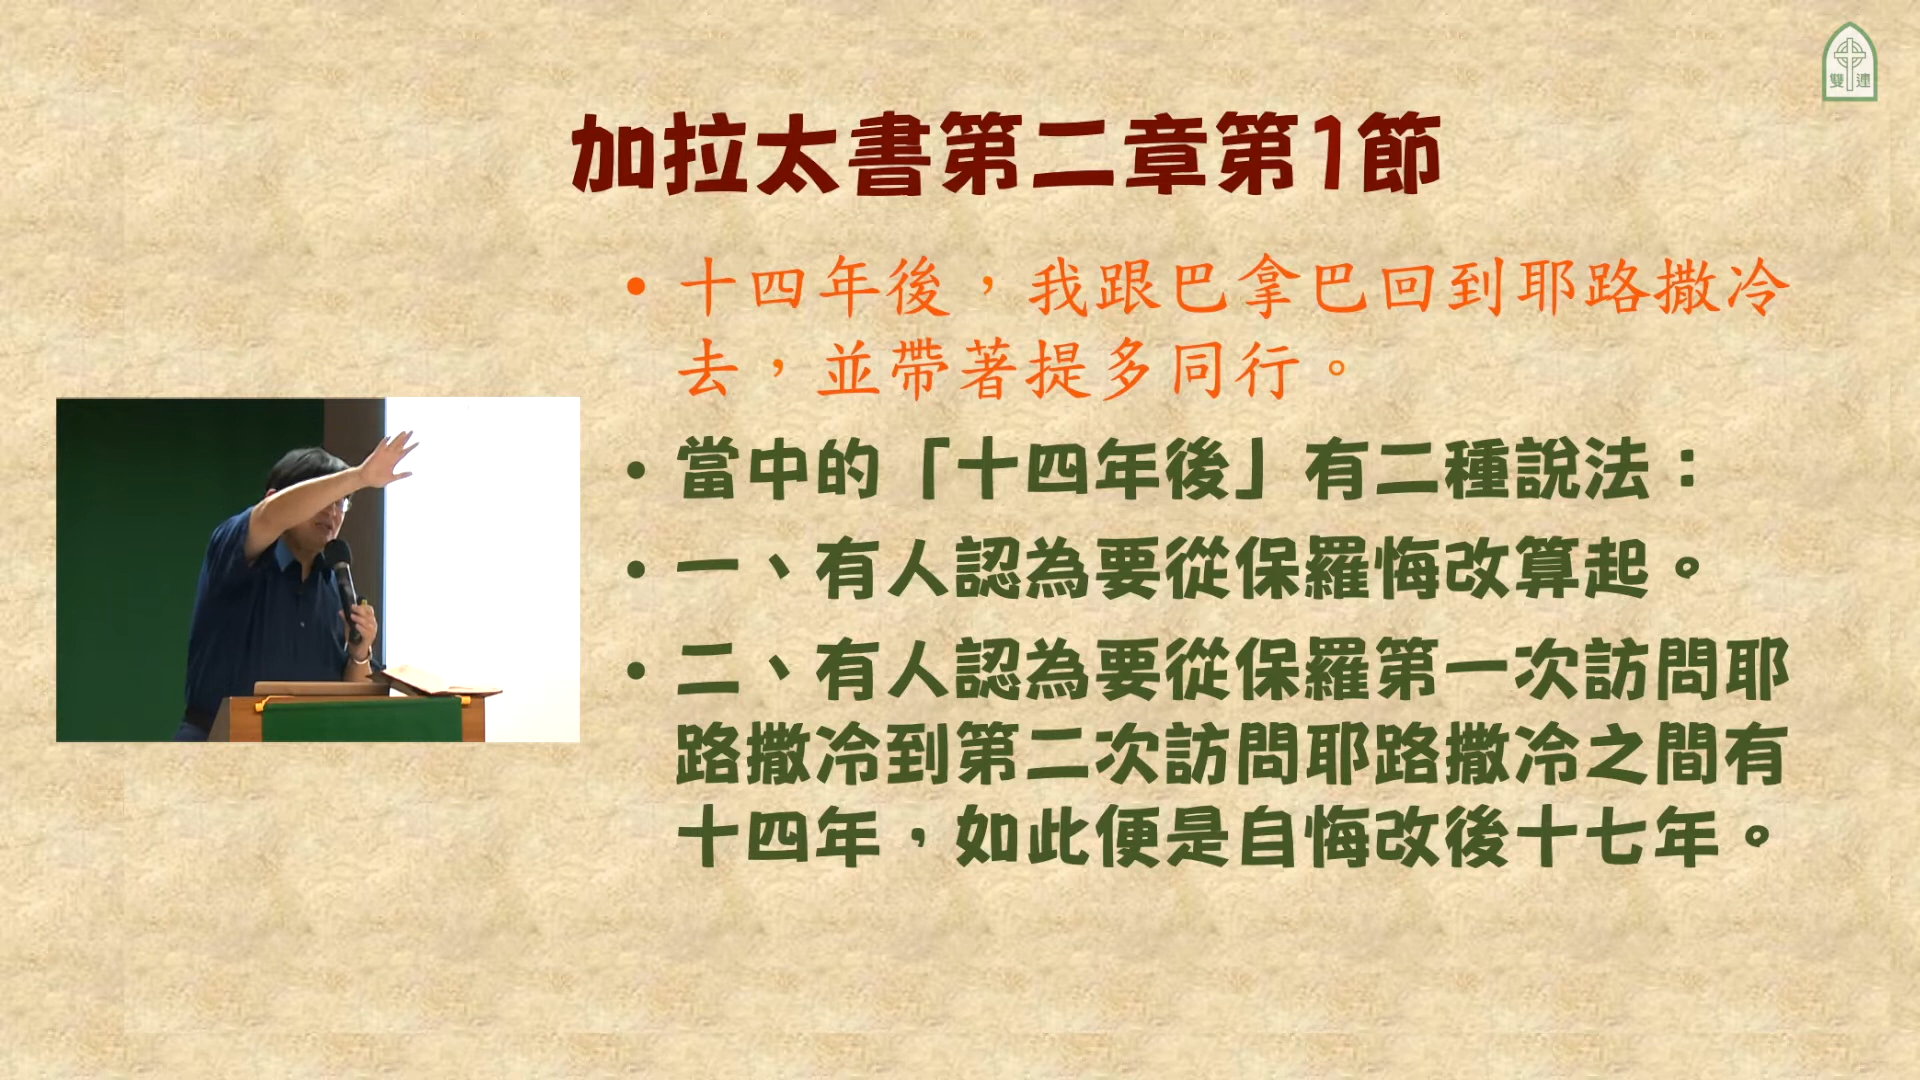 雙連
加拉太書第二章第1節
• 十四年後，我跟巴拿巴回到耶路撒冷
去，並帶著提多同行。
• 當中的「十四年後」有二種說法：
• 一、有人認為要從保羅悔改算起。
• 二、有人認為要從保羅第一次訪問耶
路撒冷到第二次訪問耶路撒冷之間有
十四年，如此便是自悔改後十七年。